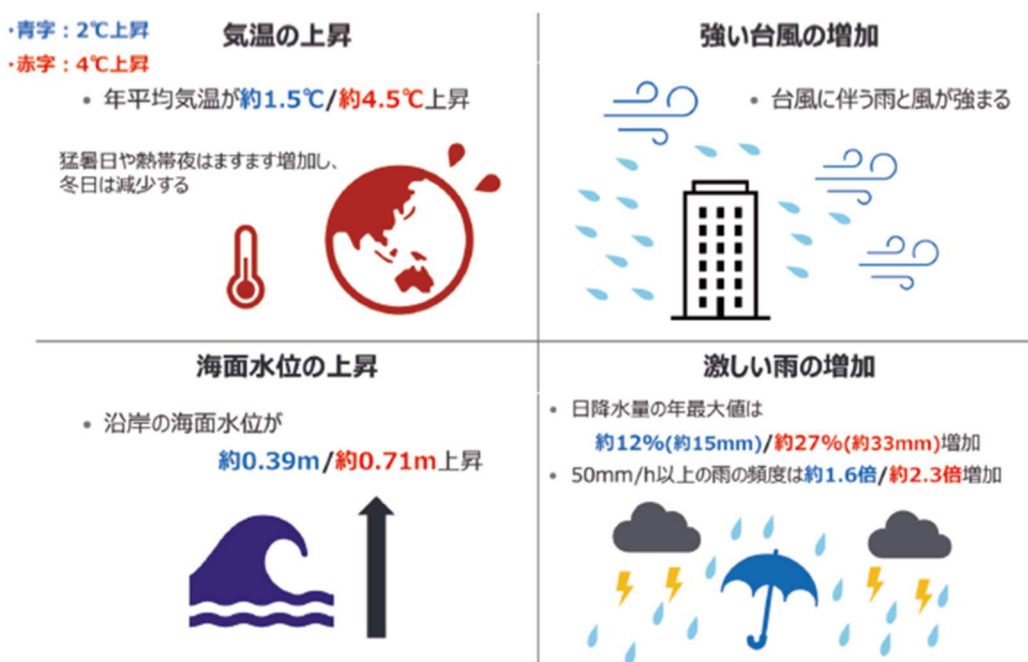 ・青字：2℃上昇
・赤字：4℃上昇
気温の上昇
• 年平均気温が約1.5℃/約4.5℃上昇
猛暑日や熱帯夜はますます増加し、
冬日は減少する
強い台風の増加
• 台風に伴う雨と風が強まる
海面水位の上昇
• 沿岸の海面水位が
約0.39m/約0.71m上昇
激しい雨の増加
• 日降水量の年最大値は
約12%(約15mm)/約27%(約33mm)増加
• 50mm/h以上の雨の頻度は約1.6倍/約2.3倍増加